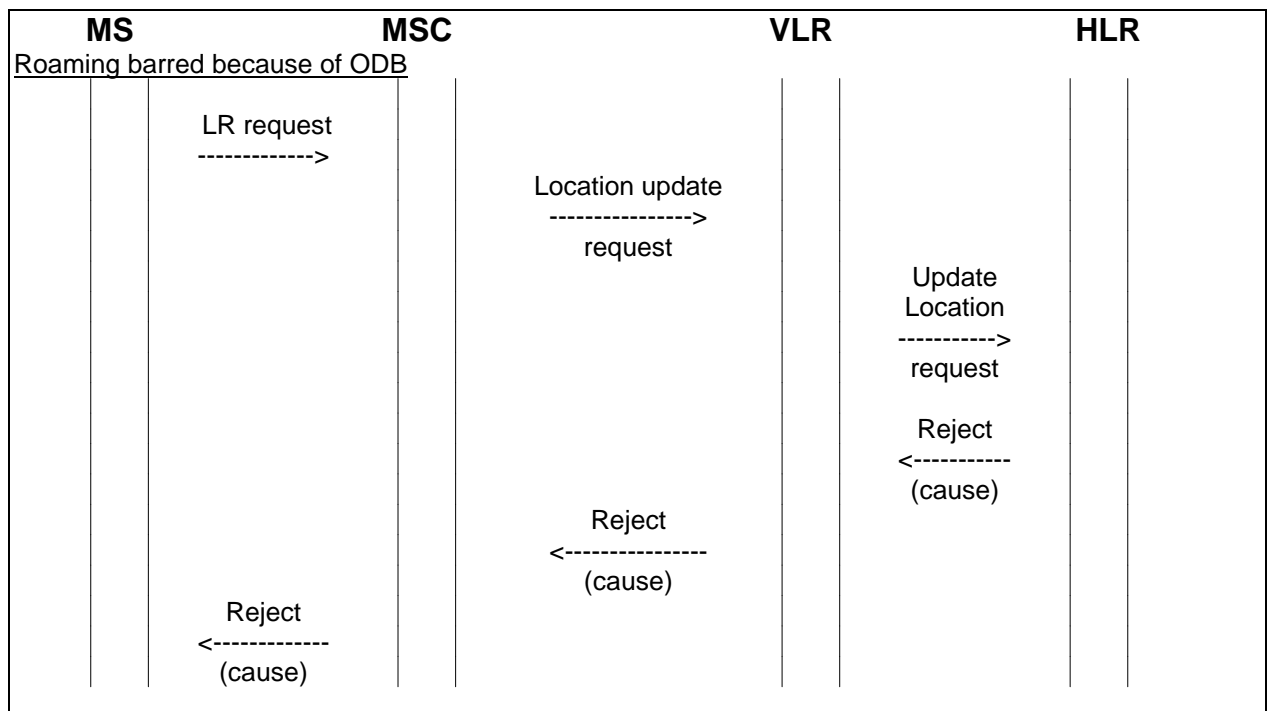 MS MSC VLR HLR
Roaming barred because of ODB
LR request
------------->
Location update
---------------->
request
Update
Location
----------->
request
Reject
<-----------
(cause)
Reject
<----------------
(cause)
Reject
<-------------
(cause)